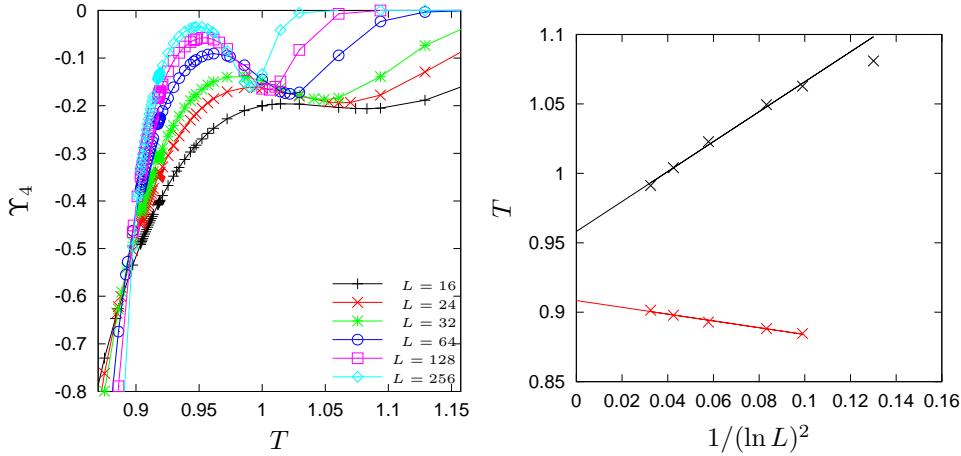 0
-0.1
-0.2
-0.3
-0.4
-0.5
-0.6
-0.7
-0.8
Υ₄
L = 16
L = 24
L = 32
L = 64
L = 128
L = 256
0.9 0.95 1 1.05 1.1 1.15
T
1.1
1.05
1
0.95
0.9
0.85
T
0 0.02 0.04 0.06 0.08 0.10 0.12 0.14 0.16
1/(ln L)²